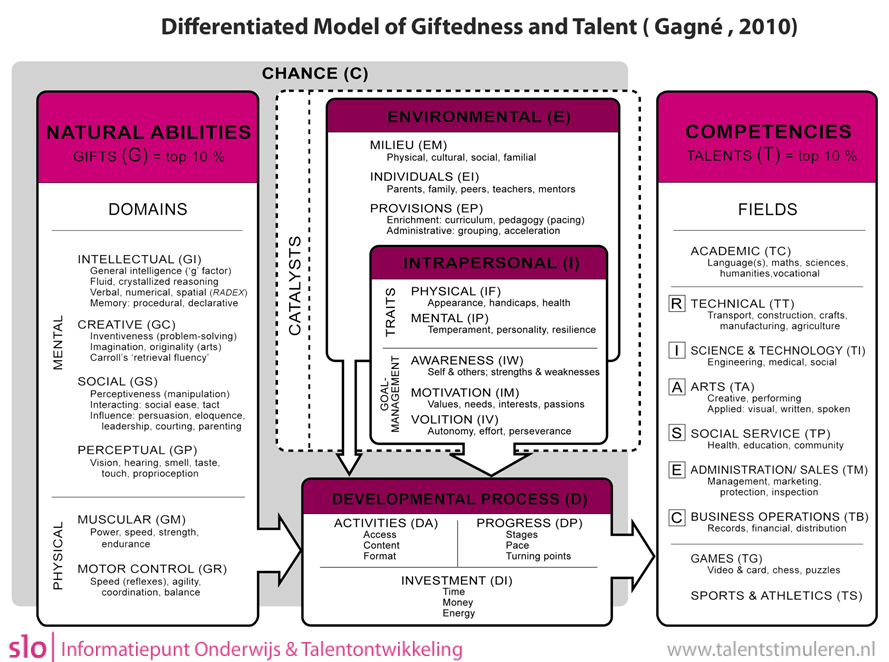 Differentiated Model of Giftedness and Talent ( Gagné , 2010)
CHANCE (C)
NATURAL ABILITIES
GIFTS (G) = top 10 %
DOMAINS
MENTAL
INTELLECTUAL (GI)
General intelligence (‘g’ factor)
Fluid, crystallized reasoning
Verbal, numerical, spatial (RADEX)
Memory: procedural, declarative
CREATIVE (GC)
Inventiveness (problem-solving)
Imagination, originality (arts)
Carroll’s ‘retrieval fluency’
SOCIAL (GS)
Perceptiveness (manipulation)
Interacting: social ease, tact
Influence: persuasion, eloquence,
leadership, courting, parenting
PERCEPTUAL (GP)
Vision, hearing, smell, taste,
touch, proprioception
PHYSICAL
MUSCULAR (GM)
Power, speed, strength,
endurance
MOTOR CONTROL (GR)
Speed (reflexes), agility,
coordination, balance
CATALYSTS
ENVIRONMENTAL (E)
MILIEU (EM)
Physical, cultural, social, familial
INDIVIDUALS (EI)
Parents, family, peers, teachers, mentors
PROVISIONS (EP)
Enrichment: curriculum, pedagogy (pacing)
Administrative: grouping, acceleration
INTRAPERSONAL (I)
TRAITS
PHYSICAL (IF)
Appearance, handicaps, health
MENTAL (IP)
Temperament, personality, resilience
GOAL-
MANAGEMENT
AWARENESS (IW)
Self & others; strengths & weaknesses
MOTIVATION (IM)
Values, needs, interests, passions
VOLITION (IV)
Autonomy, effort, perseverance
DEVELOPMENTAL PROCESS (D)
ACTIVITIES (DA)
Access
Content
Format
PROGRESS (DP)
Stages
Pace
Turning points
INVESTMENT (DI)
Time
Money
Energy
COMPETENCIES
TALENTS (T) = top 10 %
FIELDS
ACADEMIC (TC)
Language(s), maths, sciences,
humanities,vocational
R TECHNICAL (TT)
Transport, construction, crafts,
manufacturing, agriculture
I SCIENCE & TECHNOLOGY (TI)
Engineering, medical, social
A ARTS (TA)
Creative, performing
Applied: visual, written, spoken
S SOCIAL SERVICE (TP)
Health, education, community
E ADMINISTRATION/ SALES (TM)
Management, marketing,
protection, inspection
C BUSINESS OPERATIONS (TB)
Records, financial, distribution
GAMES (TG)
Video & card, chess, puzzles
SPORTS & ATHLETICS (TS)
slo | Informatiepunt Onderwijs & Talentontwikkeling
www.talentstimuleren.nl